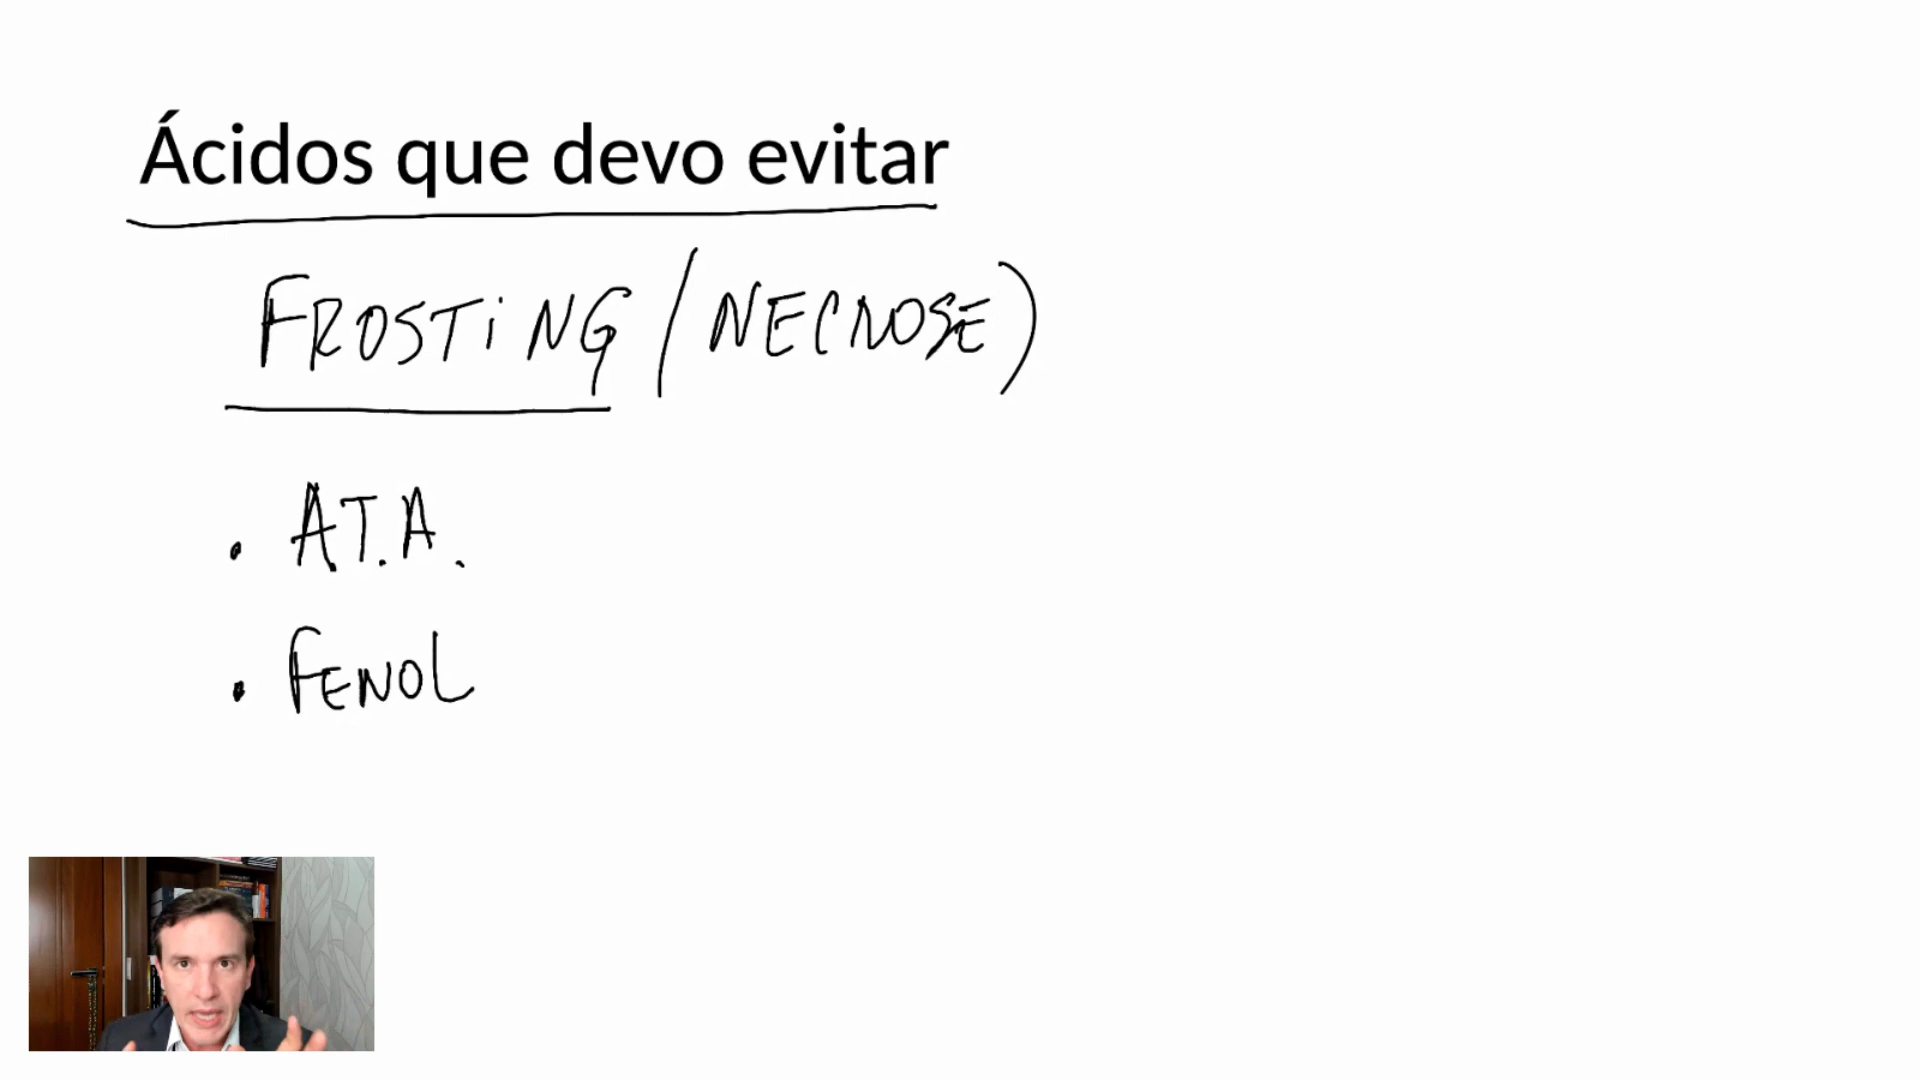 Ácidos que devo evitar
FROSTiNG / NECROSE)
. A.T.A.
. FENOL